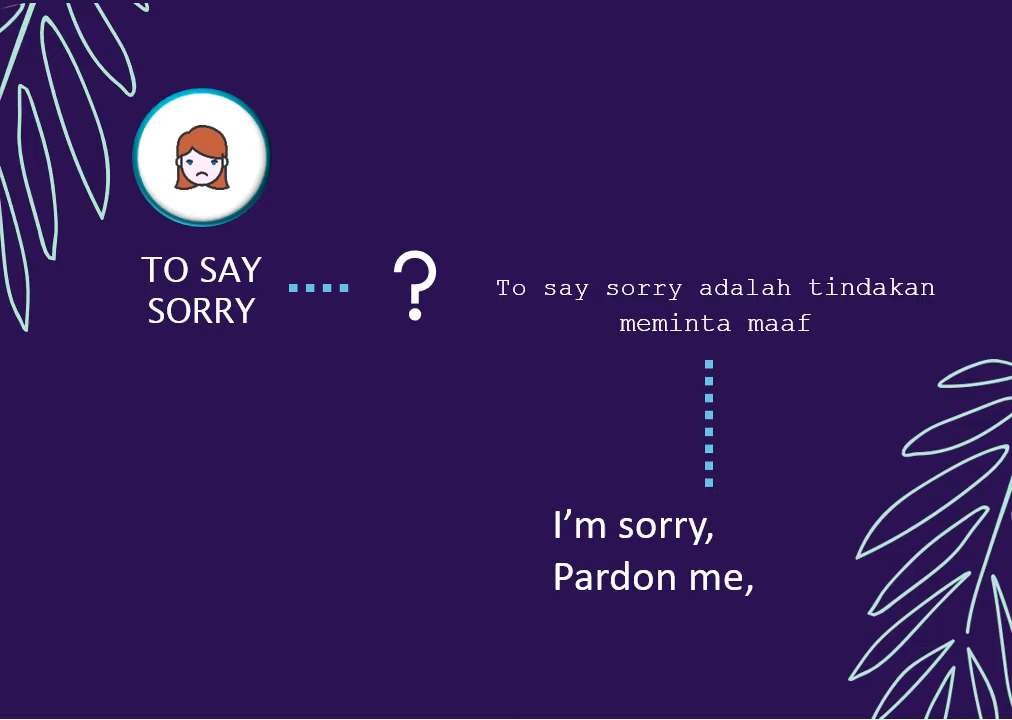 TO SAY
SORRY
?
To say sorry adalah tindakan
meminta maaf
I’m sorry,
Pardon me,